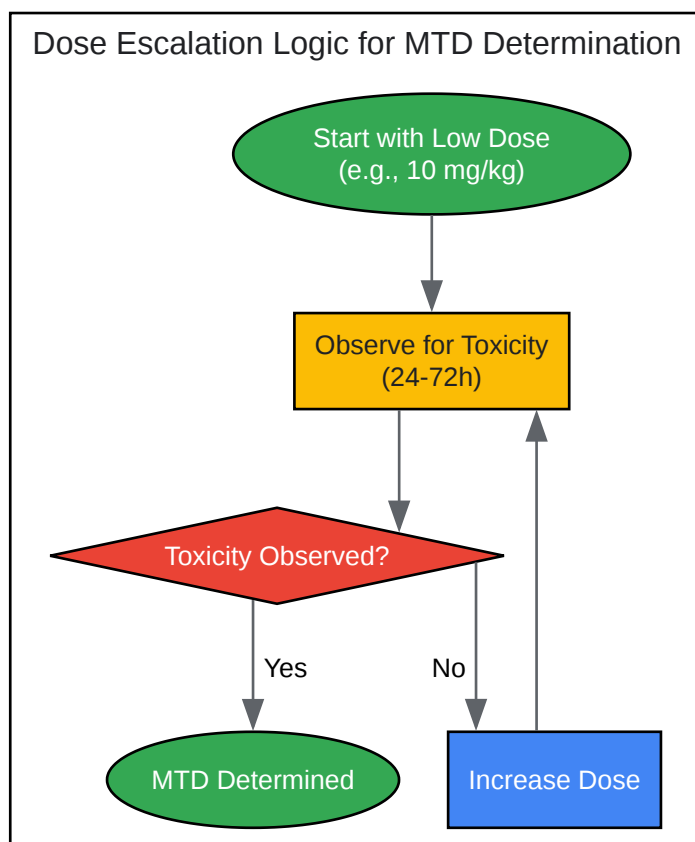 Dose Escalation Logic for MTD Determination
Start with Low Dose
(e.g., 10 mg/kg)
Observe for Toxicity
(24-72h)
Toxicity Observed?
Yes
No
MTD Determined
Increase Dose